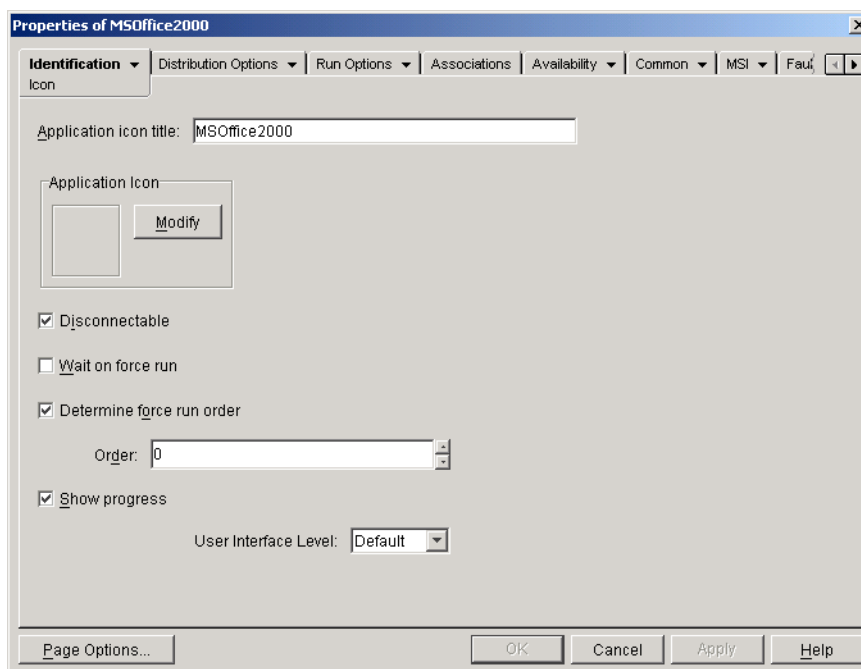 Properties of MSOffice2000
Identification Distribution Options Run Options Associations Availability Common MSI
Icon
Application icon title: MSOffice2000
Application Icon
Modify
Disconnectable
Wait on force run
Determine force run order
Order: 0
Show progress
User Interface Level: Default
Page Options... OK Cancel Apply Help